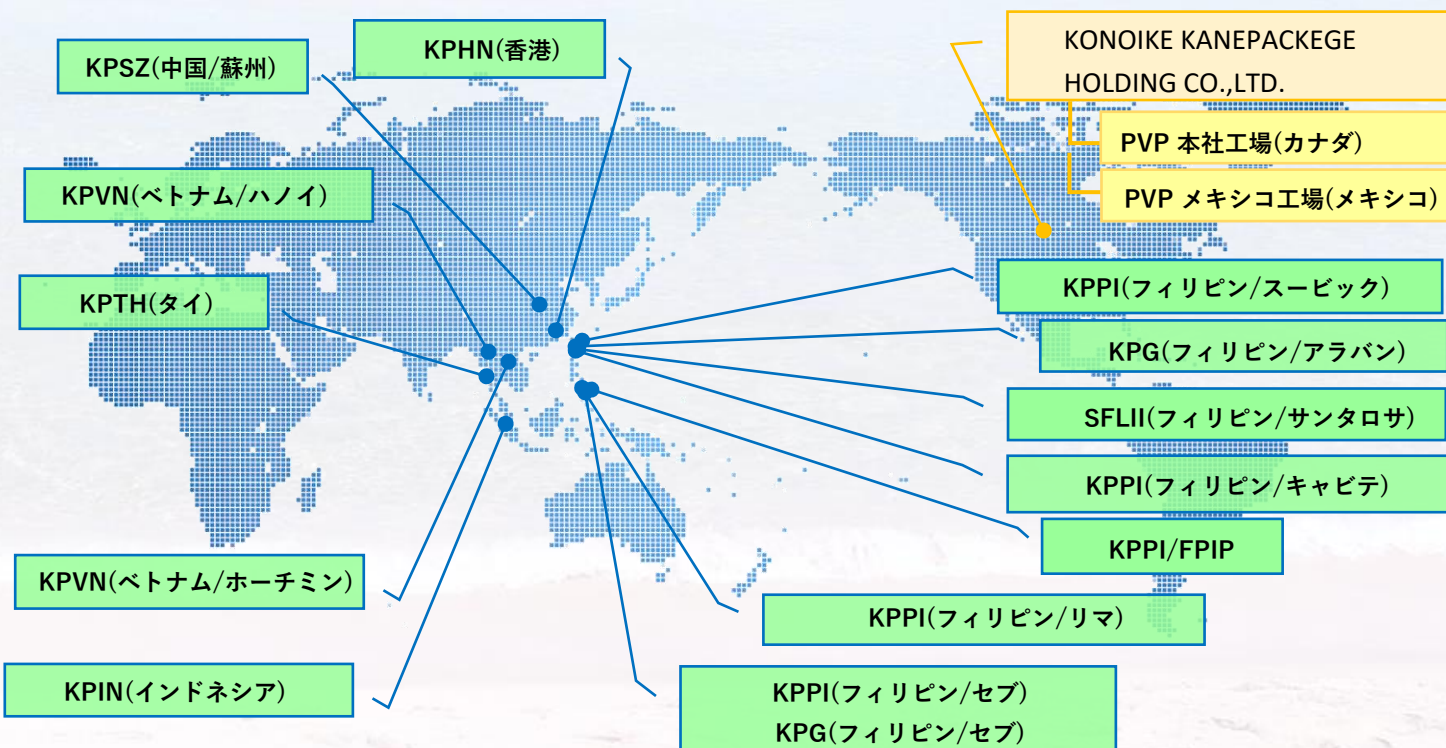 KPSZ(中国/蘇州)
KPHN(香港)
KONOIKE KANEPACKEGE
HOLDING CO.,LTD.
PVP 本社工場(カナダ)
PVP メキシコ工場(メキシコ)
KPVN(ベトナム/ハノイ)
KPTH(タイ)
KPPI(フィリピン/スービック)
KPG(フィリピン/アラバン)
SFLII(フィリピン/サンタロサ)
KPPI(フィリピン/キャビテ)
KPPI/FPIP
KPVN(ベトナム/ホーチミン)
KPPI(フィリピン/リマ)
KPIN(インドネシア)
KPPI(フィリピン/セブ)
KPG(フィリピン/セブ)